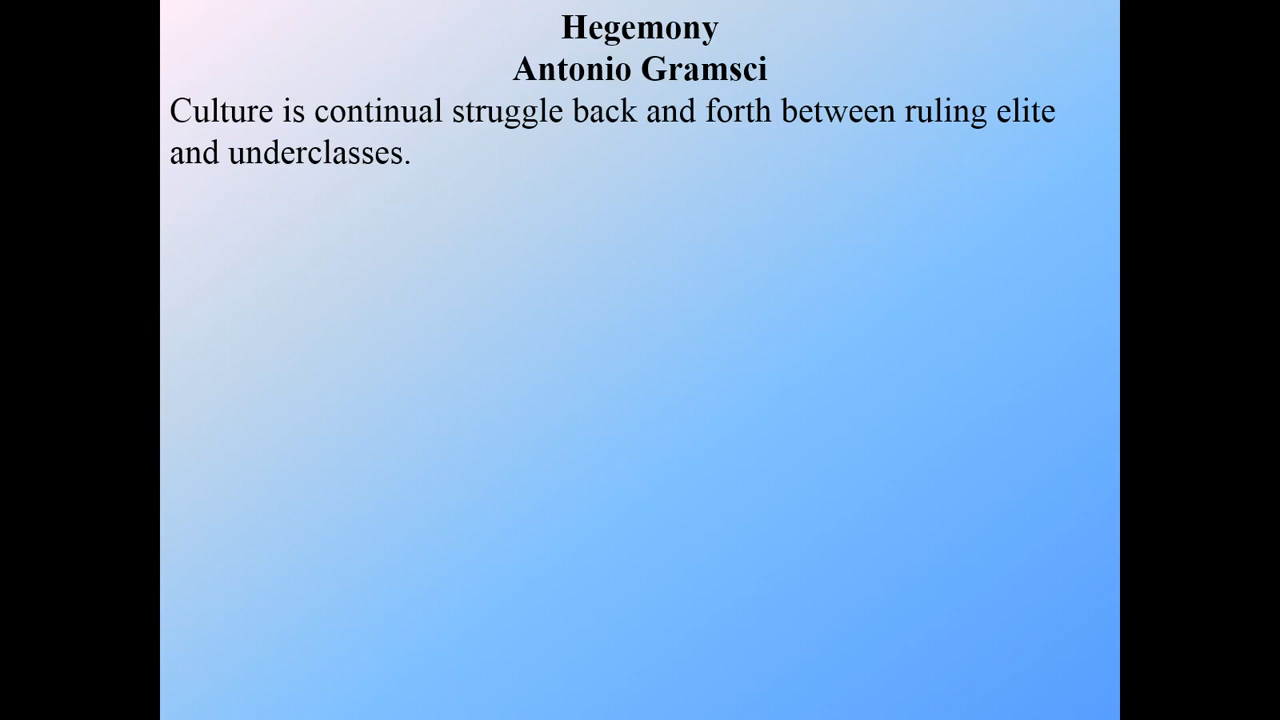 Hegemony
Antonio Gramsci
Culture is continual struggle back and forth between ruling elite
and underclasses.